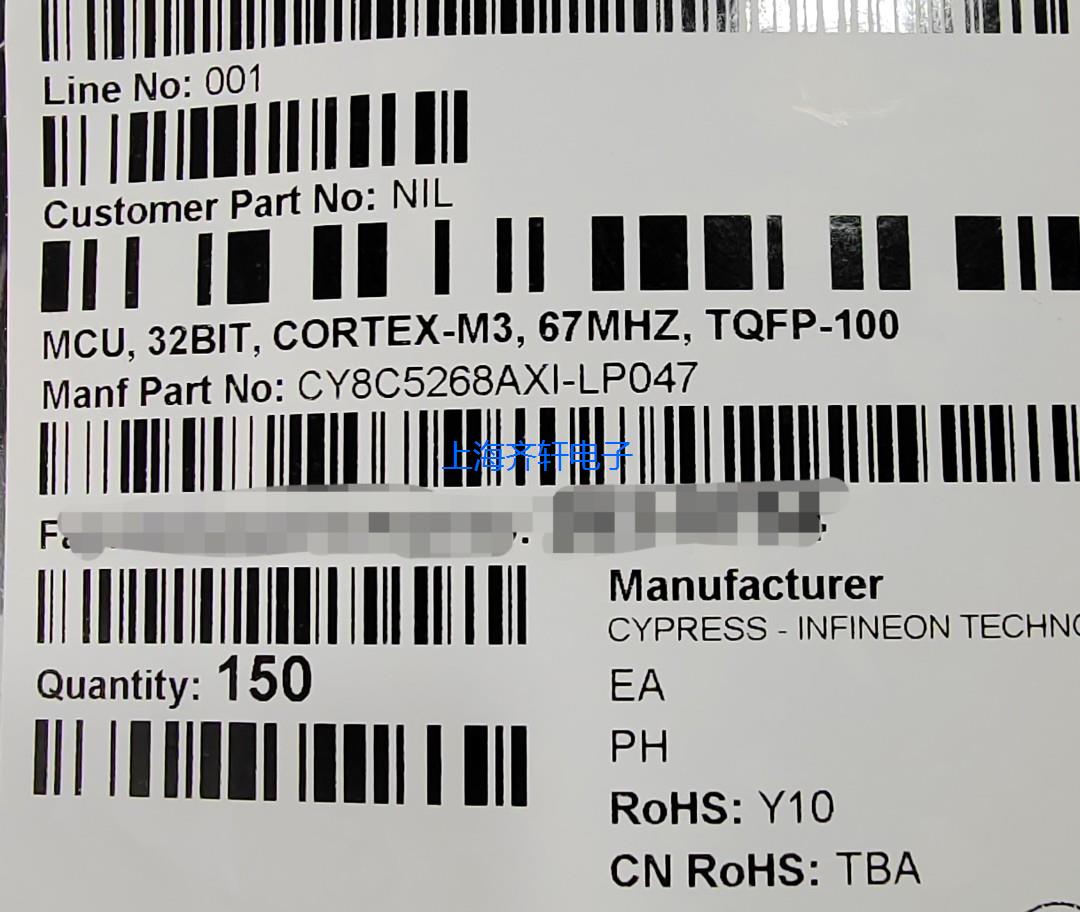 Line No: 001
Customer Part No: NIL
MCU, 32BIT, CORTEX-M3, 67MHZ, TQFP-100
Manf Part No: CY8C5268AXI-LP047
上海齐轩电子
Manufacturer
CYPRESS - INFINEON
Quantity: 150
EA
PH
RoHS: Y10
CN RoHS: TBA